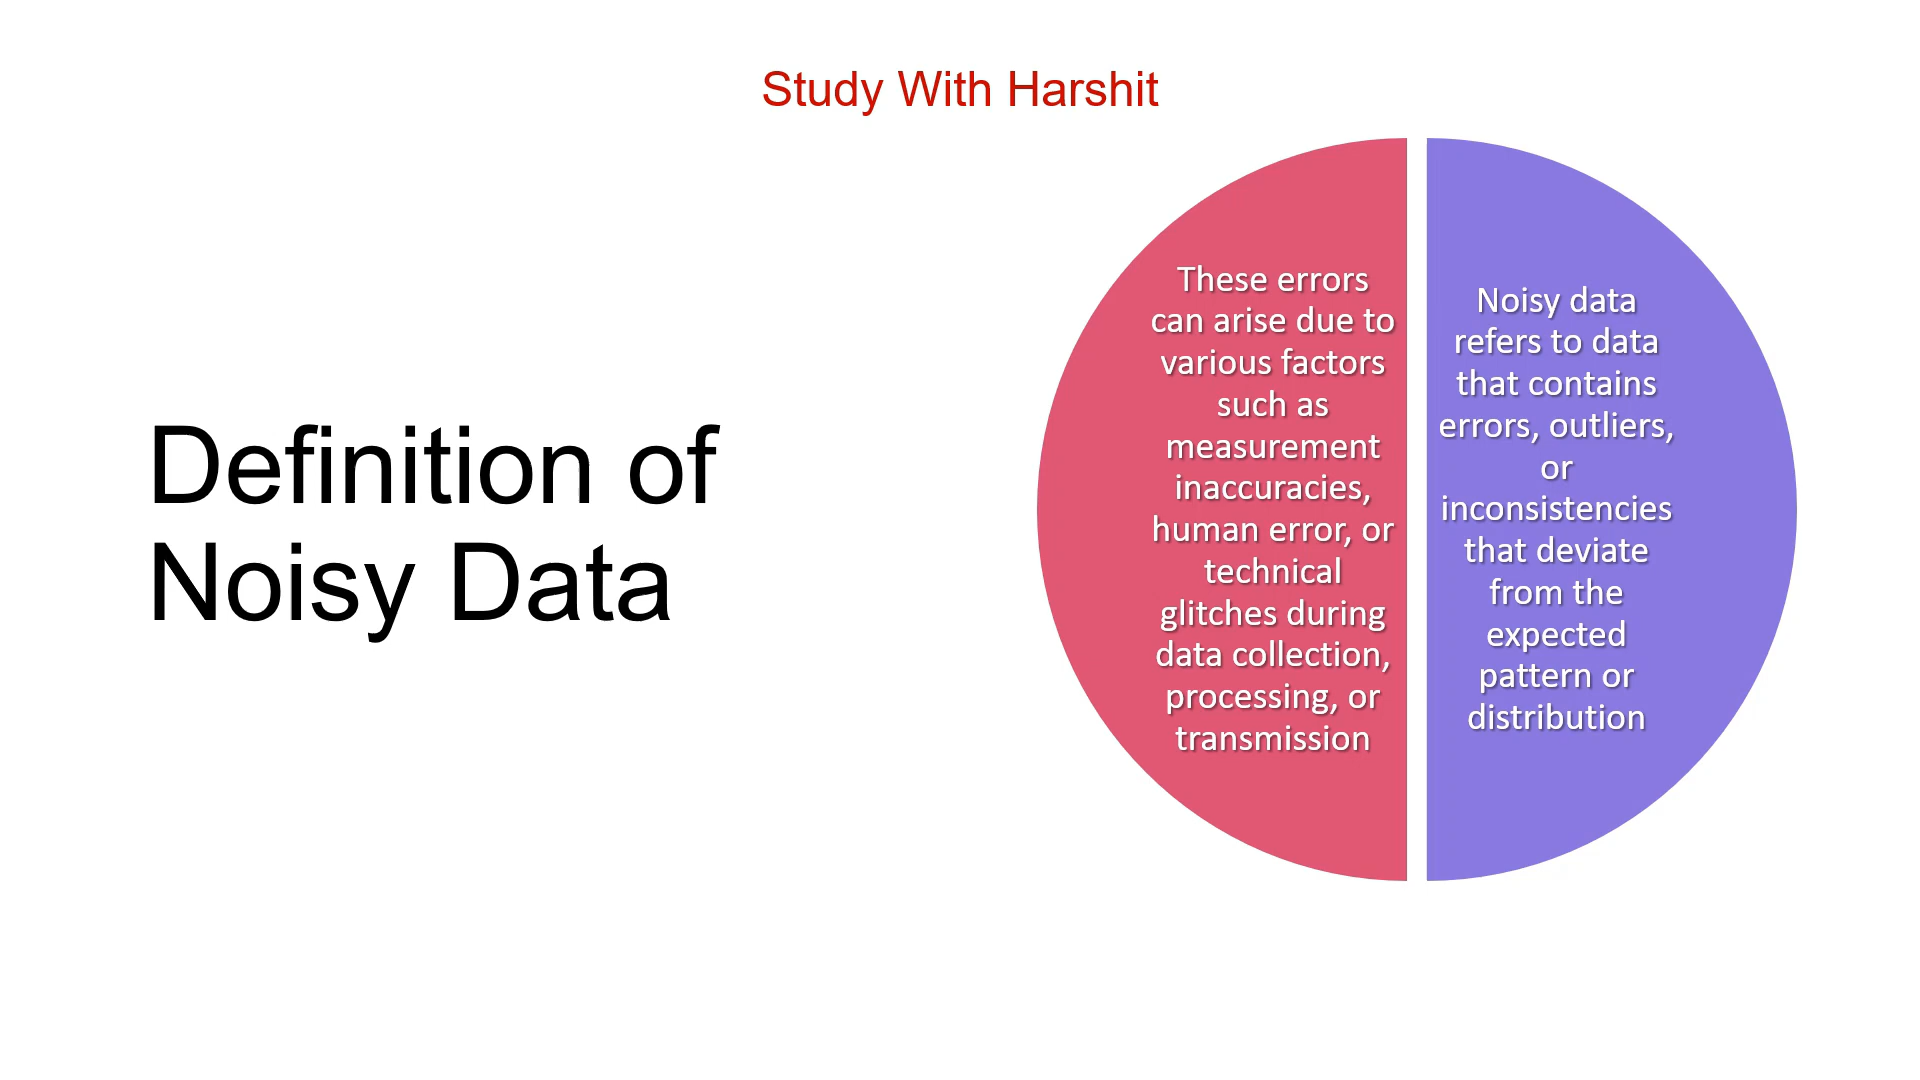 Study With Harshit
Definition of
Noisy Data
These errors
can arise due to
various factors
such as
measurement
inaccuracies,
human error, or
technical
glitches during
data collection,
processing, or
transmission
Noisy data
refers to data
that contains
errors, outliers,
or
inconsistencies
that deviate
from the
expected
pattern or
distribution